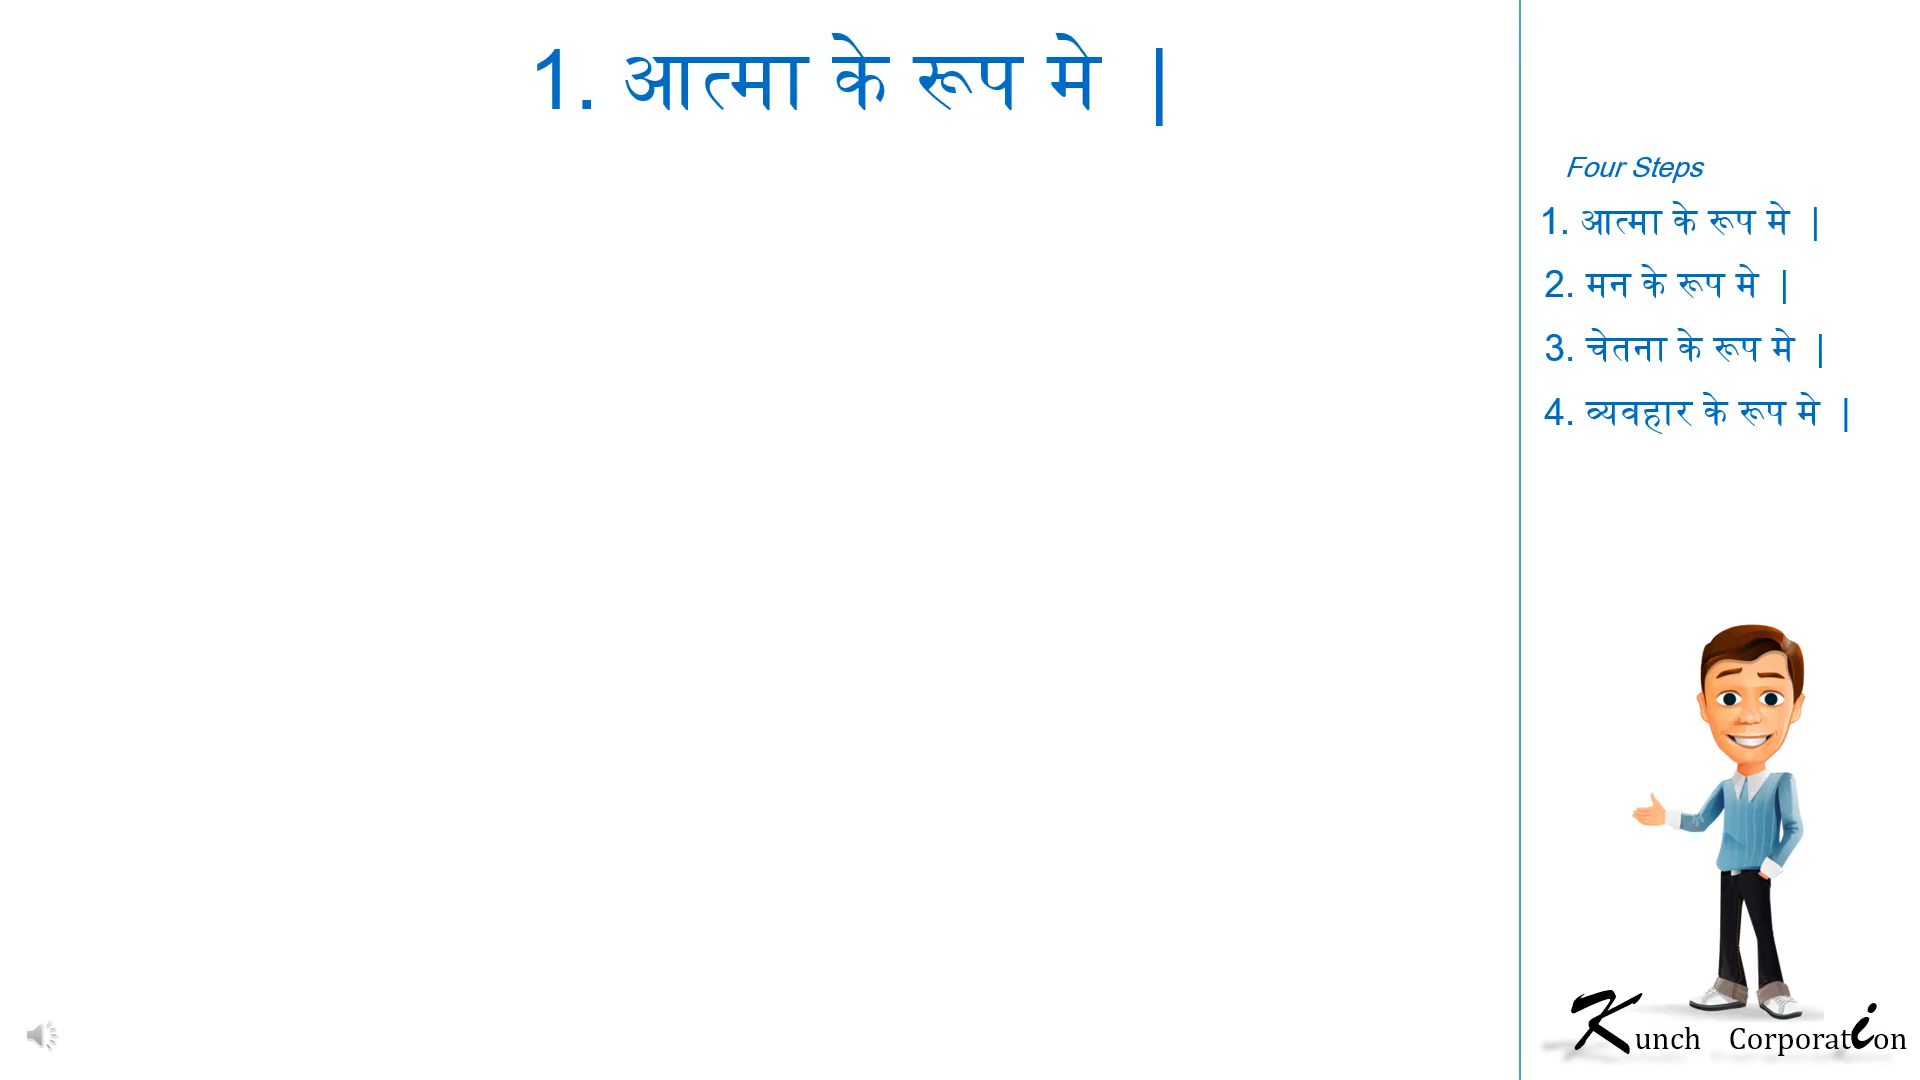 1. आत्मा के रूप मे |
Four Steps
1. आत्मा के रूप मे |
2. मन के रूप मे |
3. चेतना के रूप मे |
4. व्यवहार के रूप मे |
Kunch Corporation